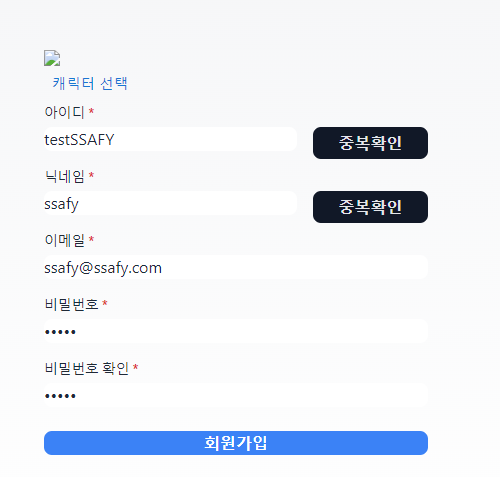 캐릭터 선택
아이디 *
testSSAFY 중복확인
닉네임 *
ssafy 중복확인
이메일 *
ssafy@ssafy.com
비밀번호 *
•••••
비밀번호 확인 *
•••••
회원가입